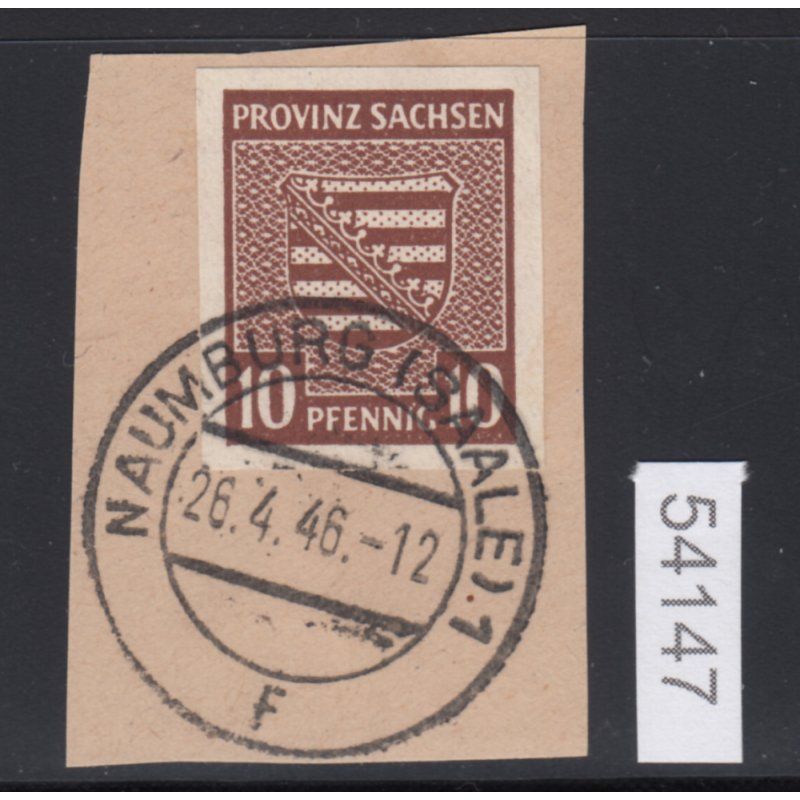 PROVINZ SACHSEN
10 PFENNIG 10
NAUMBURG (SAALE) 1
26.4.46.-12
F
54147